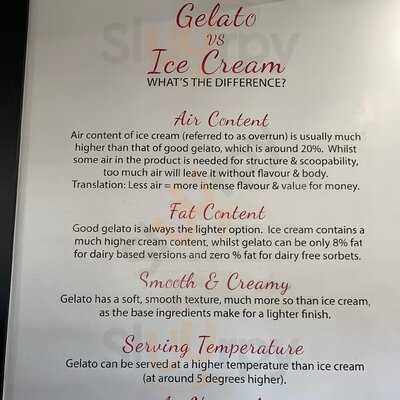 Gelato
vs
Ice Cream
WHAT'S THE DIFFERENCE?
Air Content
Air content of ice cream (referred to as overrun) is usually much
higher than that of good gelato, which is around 20%. Whilst
some air in the product is needed for structure & scoopability,
too much air will leave it without flavour & body.
Translation: Less air = more intense flavour & value for money.
Fat Content
Good gelato is always the lighter option. Ice cream contains a
much higher cream content, whilst gelato can be only 8% fat
for dairy based versions and zero % fat for dairy free sorbets.
Smooth & Creamy
Gelato has a soft, smooth texture, much more so than ice cream,
as the base ingredients make for a lighter finish.
Serving Temperature
Gelato can be served at a higher temperature than ice cream
(at around 5 degrees higher).